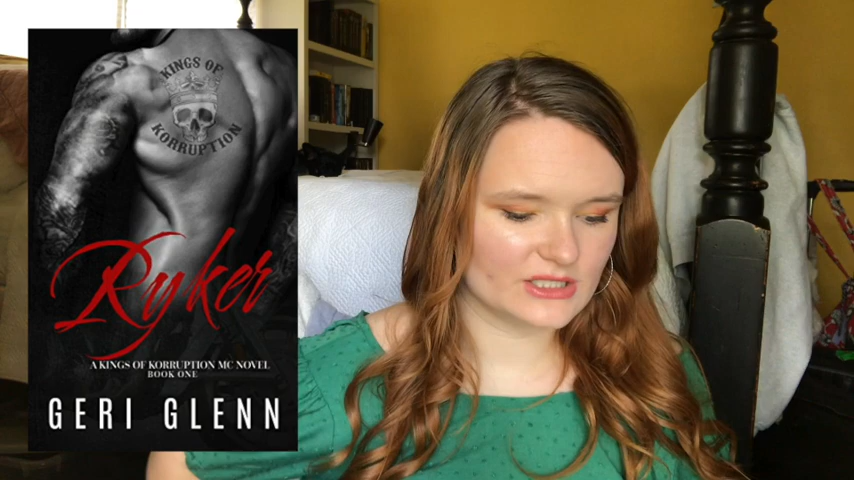 KINGS OF
KORRUPTION
Ryker
A KINGS OF KORRUPTION MC NOVEL
BOOK ONE
GERI GLENN